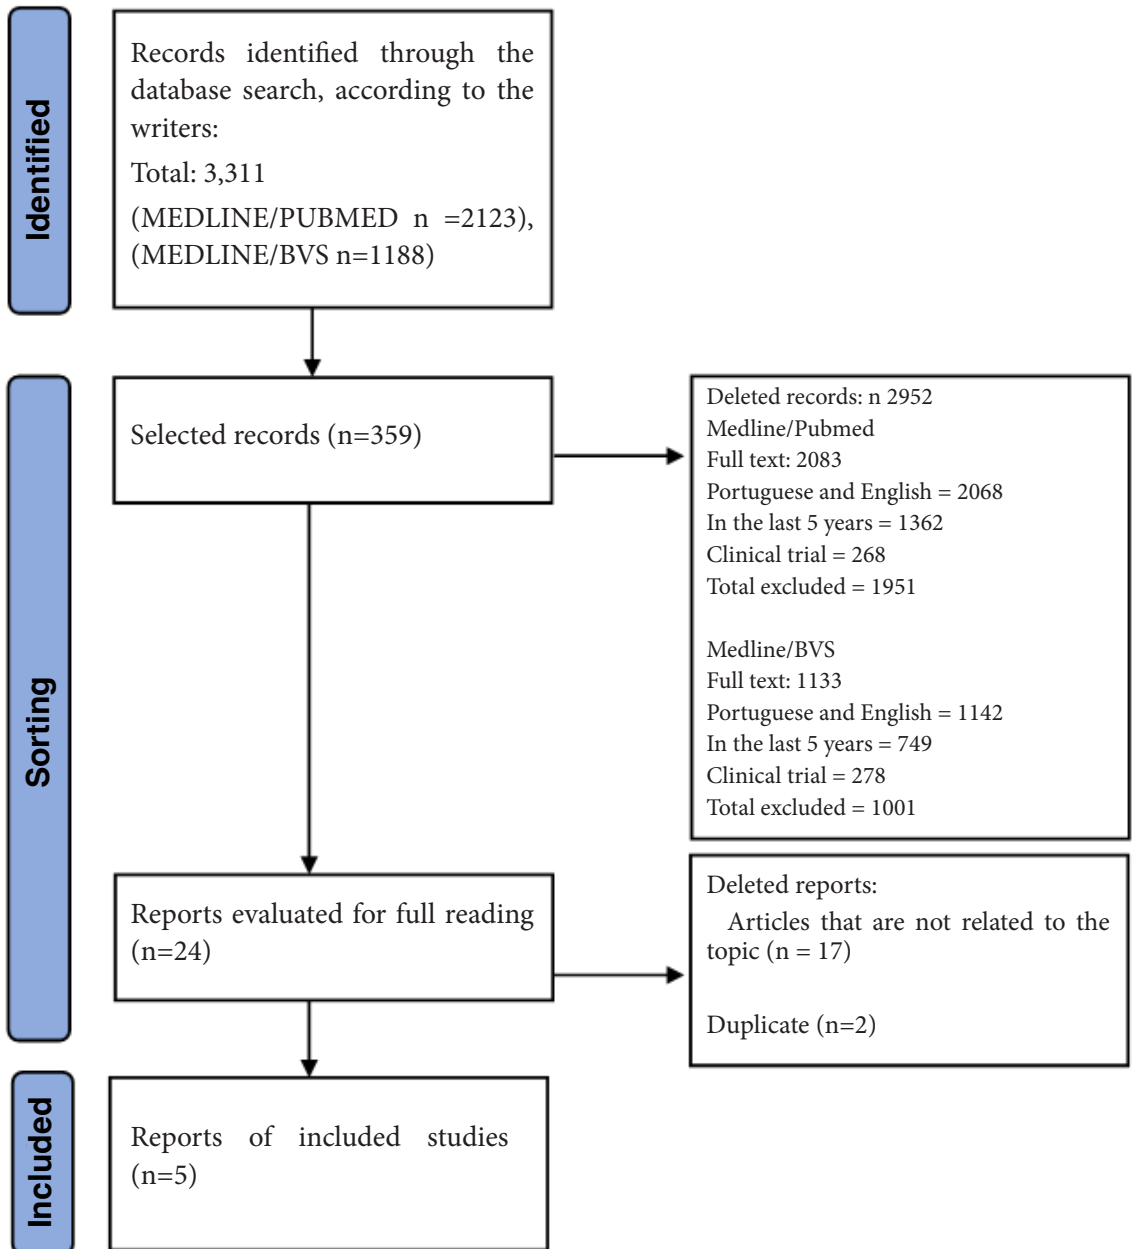 Identified
Records identified through the
database search, according to the
writers:
Total: 3,311
(MEDLINE/PUBMED n =2123),
(MEDLINE/BVS n=1188)
Sorting
Selected records (n=359)
Deleted records: n 2952
Medline/Pubmed
Full text: 2083
Portuguese and English = 2068
In the last 5 years = 1362
Clinical trial = 268
Total excluded = 1951
Medline/BVS
Full text: 1133
Portuguese and English = 1142
In the last 5 years = 749
Clinical trial = 278
Total excluded = 1001
Reports evaluated for full reading
(n=24)
Deleted reports:
Articles that are not related to the
topic (n = 17)
Duplicate (n=2)
Included
Reports of included studies
(n=5)